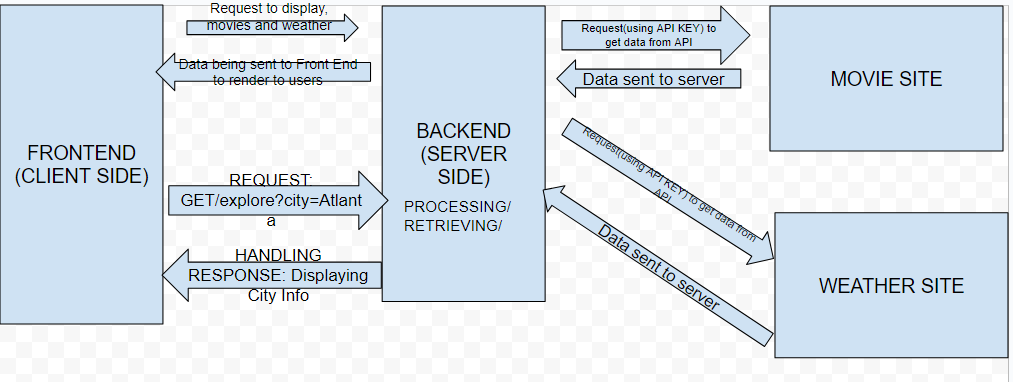 Request to display,
movies and weather
Data being sent to Front End
to render to users
FRONTEND
(CLIENT SIDE)
REQUEST:
GET/explore?city=Atlant
a
HANDLING
RESPONSE: Displaying
City Info
BACKEND
(SERVER
SIDE)
PROCESSING/
RETRIEVING/
Request(using API KEY) to
get data from API
Data sent to server
MOVIE SITE
Request(using API KEY) to get data from
API
Data sent to server
WEATHER SITE